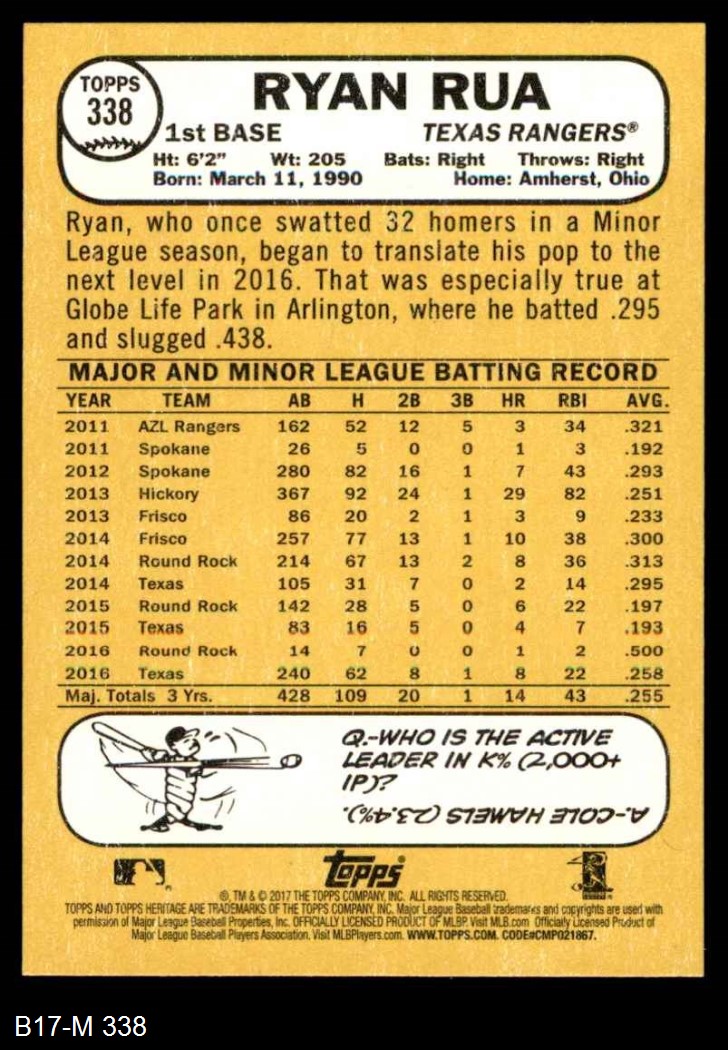 TOPPS
338
RYAN RUA
1st BASE TEXAS RANGERS®
Ht: 6'2" Wt: 205 Bats: Right Throws: Right
Born: March 11, 1990 Home: Amherst, Ohio
Ryan, who once swatted 32 homers in a Minor
League season, began to translate his pop to the
next level in 2016. That was especially true at
Globe Life Park in Arlington, where he batted .295
and slugged .438.
MAJOR AND MINOR LEAGUE BATTING RECORD
YEAR TEAM AB H 2B 3B HR RBI AVG.
2011 AZL Rangers 162 52 12 5 3 34 .321
2011 Spokane 26 5 0 0 1 3 .192
2012 Spokane 280 82 16 1 7 43 .293
2013 Hickory 367 92 24 1 29 82 .251
2013 Frisco 86 20 2 1 3 9 .233
2014 Frisco 257 77 13 1 10 38 .300
2014 Round Rock 214 67 13 2 8 36 .313
2014 Texas 105 31 7 0 2 14 .295
2015 Round Rock 142 28 5 0 6 22 .197
2015 Texas 83 16 5 0 4 7 .193
2016 Round Rock 14 7 0 0 1 2 .500
2016 Texas 240 62 8 1 8 22 .258
Maj. Totals 3 Yrs. 428 109 20 1 14 43 .255
Q.-WHO IS THE ACTIVE
LEADER IN K% (2,000+
IP)?
A-COLE HAMELS (23.4%).
topps®
®, TM & © 2017 THE TOPPS COMPANY, INC. ALL RIGHTS RESERVED.
TOPPS AND TOPPS HERITAGE ARE TRADEMARKS OF THE TOPPS COMPANY, INC. Major League Baseball trademarks and copyrights are used with
permission of Major League Baseball Properties, Inc. OFFICIALLY LICENSED PRODUCT OF MLBP. Visit MLB.com Officially Licensed Product of
Major League Baseball Players Association. Visit MLBPlayers.com. WWW.TOPPS.COM. CODE#CMP021867.
B17-M 338